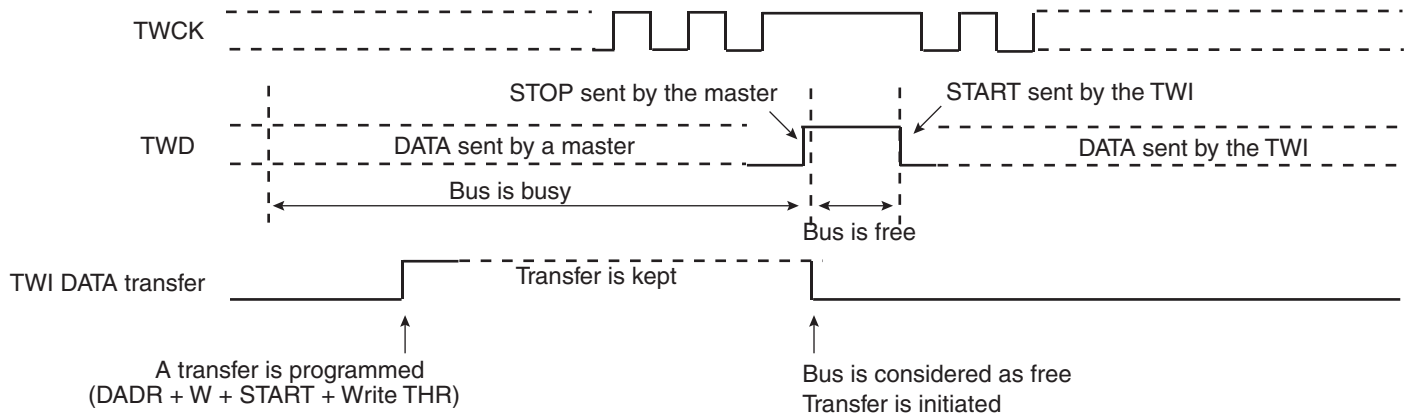 TWCK
STOP sent by the master
START sent by the TWI
TWD
DATA sent by a master
DATA sent by the TWI
Bus is busy
Bus is free
TWI DATA transfer
Transfer is kept
A transfer is programmed
(DADR + W + START + Write THR)
Bus is considered as free
Transfer is initiated